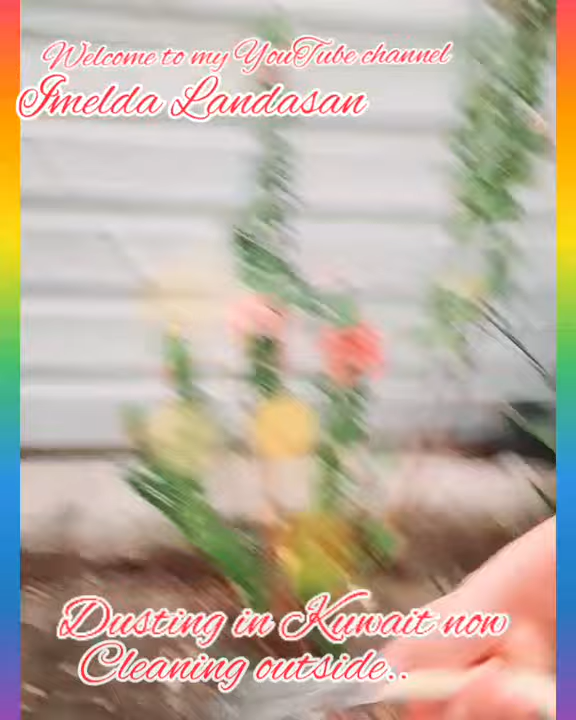 Welcome to my YouTube channel
Imelda Landasan
Dusting in Kuwait now
Cleaning outside..